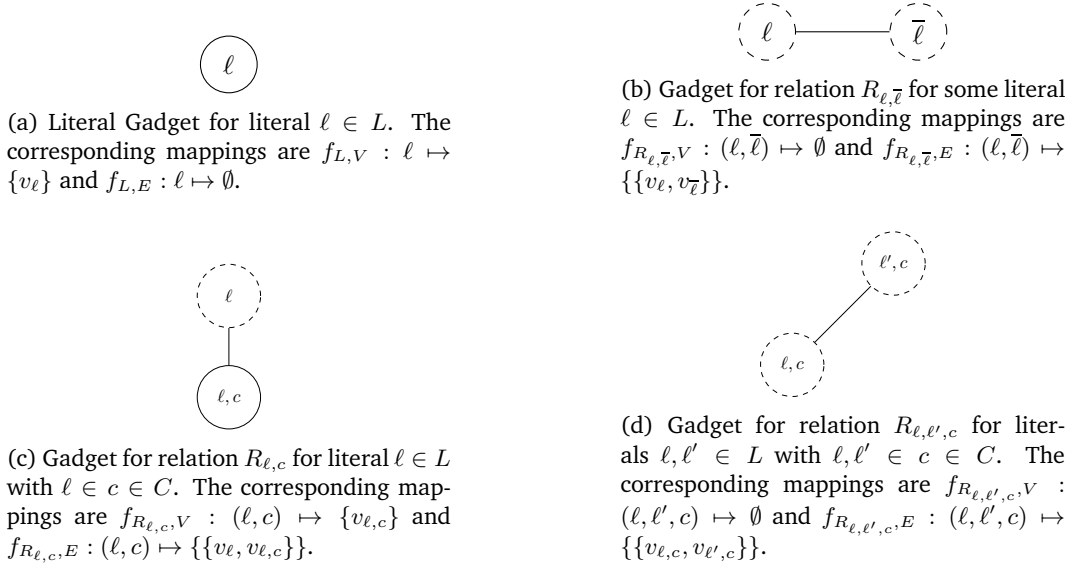 ℓ
(a) Literal Gadget for literal ℓ ∈ L. The
corresponding mappings are f_{L,V} : ℓ ↦
{v_ℓ} and f_{L,E} : ℓ ↦ ∅.
ℓ ℓ̅
(b) Gadget for relation R_{ℓ,ℓ̅} for some literal
ℓ ∈ L. The corresponding mappings are
f_{R_{ℓ,ℓ̅},V} : (ℓ, ℓ̅) ↦ ∅ and f_{R_{ℓ,ℓ̅},E} : (ℓ, ℓ̅) ↦
{{v_ℓ, v_{ℓ̅}}}.
ℓ
ℓ, c
(c) Gadget for relation R_{ℓ,c} for literal ℓ ∈ L
with ℓ ∈ c ∈ C. The corresponding map-
pings are f_{R_{ℓ,c},V} : (ℓ, c) ↦ {v_{ℓ,c}} and
f_{R_{ℓ,c},E} : (ℓ, c) ↦ {{v_ℓ, v_{ℓ,c}}}.
ℓ′, c
ℓ, c
(d) Gadget for relation R_{ℓ,ℓ′,c} for liter-
als ℓ, ℓ′ ∈ L with ℓ, ℓ′ ∈ c ∈ C. The
corresponding mappings are f_{R_{ℓ,ℓ′,c},V} :
(ℓ, ℓ′, c) ↦ ∅ and f_{R_{ℓ,ℓ′,c},E} : (ℓ, ℓ′, c) ↦
{{v_{ℓ,c}, v_{ℓ′,c}}}.